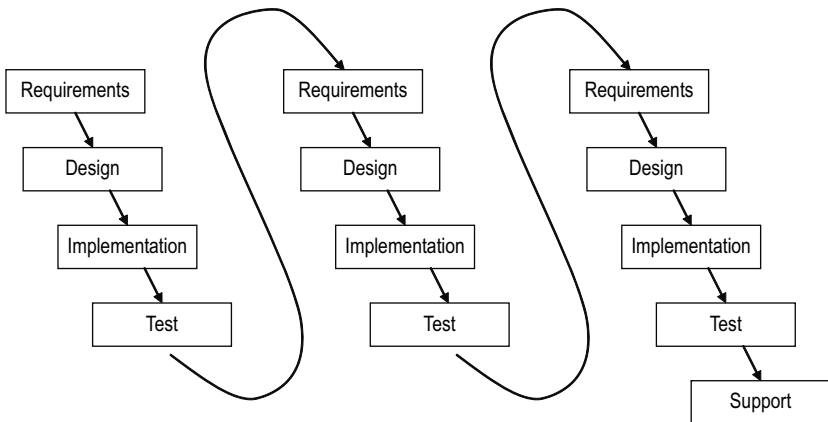 Requirements
Design
Implementation
Test
Requirements
Design
Implementation
Test
Requirements
Design
Implementation
Test
Support